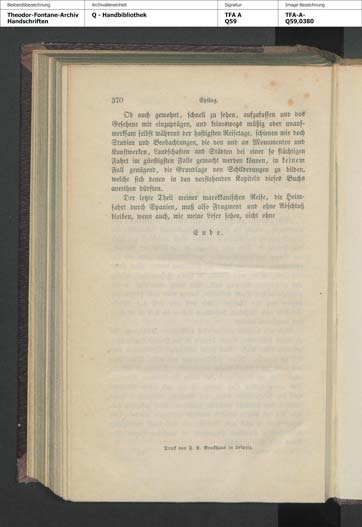 Bestandsbezeichnung
Archivalieneinheit
Signatur
Image-Bezeichnung
Theodor-Fontane-Archiv
Handschriften
Q - Handbibliothek
TFA A
Q59
TFA-A-
Q59,0380
370
Epilog.
Ob auch gewohnt, schnell zu sehen, aufzufassen und das
Gesehene mir einzuprägen, und keineswegs müßig oder unauf-
merksam selbst während der hastigsten Reisetage, schienen mir doch
Studien und Beobachtungen, die von und an Monumenten und
Kunstwerken, Landschaften und Städten bei einer so flüchtigen
Fahrt im günstigsten Falle gemacht werden können, in keinem
Fall genügend, die Grundlage von Schilderungen zu bilden,
welche sich denen in den vorstehenden Kapiteln dieses Buchs
anreihen dürften.
Der letzte Theil meiner marokkanischen Reise, die Heim-
fahrt durch Spanien, muß also Fragment und ohne Abschluß
bleiben, wenn auch, wie meine Leser sehen, nicht ohne
Ende.
Druck von F. A. Brockhaus in Leipzig.